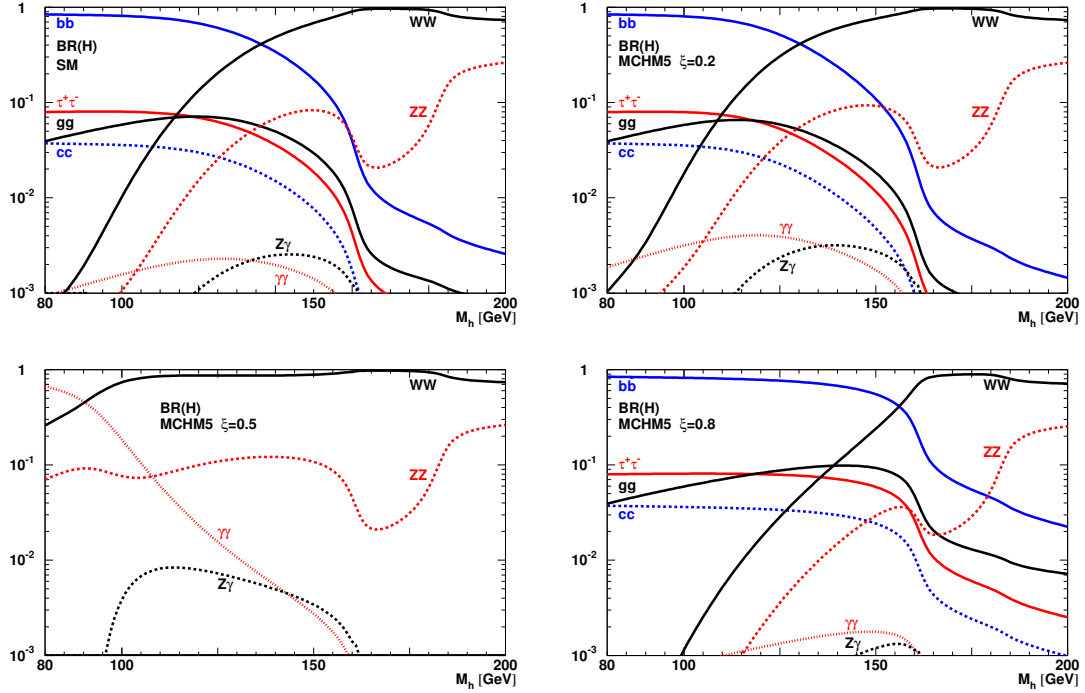 1
10^-1
10^-2
10^-3
bb
BR(H)
SM
τ+τ-
gg
cc
WW
ZZ
Zγ
γγ
80
100
150
200
M_h [GeV]
1
10^-1
10^-2
10^-3
bb
BR(H)
MCHM5 ξ=0.2
τ+τ-
gg
cc
WW
ZZ
γγ
Zγ
80
100
150
200
M_h [GeV]
1
10^-1
10^-2
10^-3
BR(H)
MCHM5 ξ=0.5
WW
ZZ
γγ
Zγ
80
100
150
200
M_h [GeV]
1
10^-1
10^-2
10^-3
bb
BR(H)
MCHM5 ξ=0.8
τ+τ-
gg
cc
WW
ZZ
γγ
Zγ
80
100
150
200
M_h [GeV]